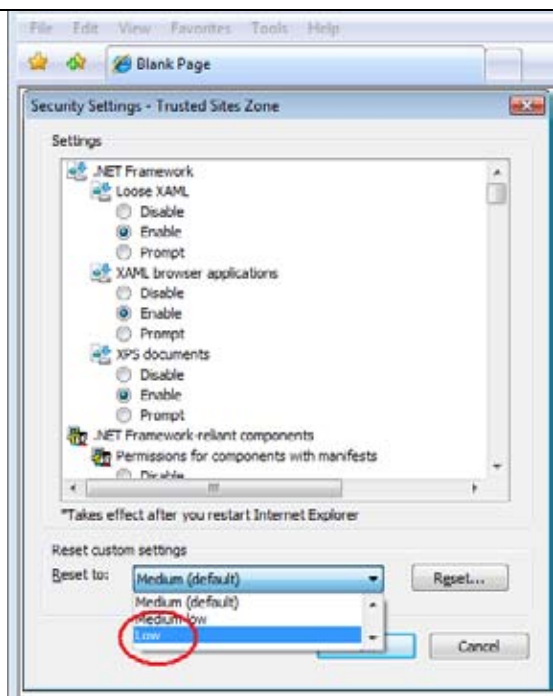 File Edit View Favorites Tools Help
Blank Page
Security Settings - Trusted Sites Zone
Settings
.NET Framework
Loose XAML
Disable
Enable
Prompt
XAML browser applications
Disable
Enable
Prompt
XPS documents
Disable
Enable
Prompt
.NET Framework-reliant components
Permissions for components with manifests
Disable
*Takes effect after you restart Internet Explorer
Reset custom settings
Reset to: Medium (default) Reset...
Medium (default)
Medium low
Low
Cancel